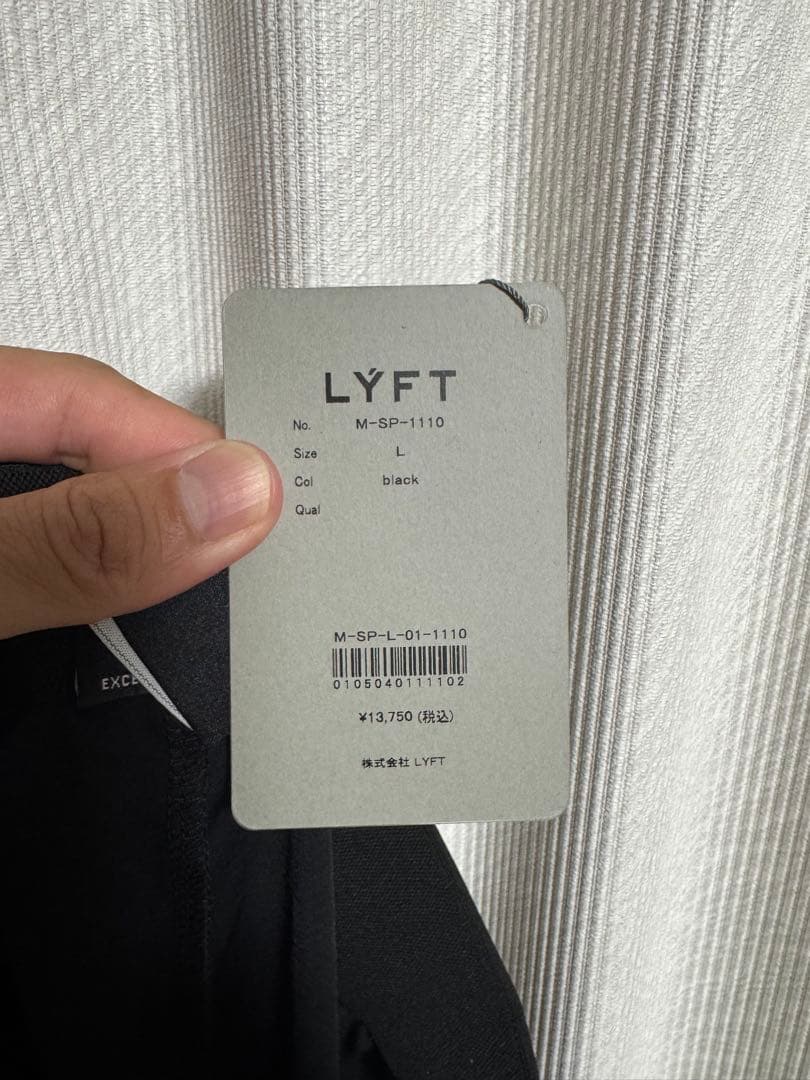 LÝFT
No. M-SP-1110
Size L
Col black
Qual
M-SP-L-01-1110
0105040111102
¥13,750 (税込)
株式会社 LYFT